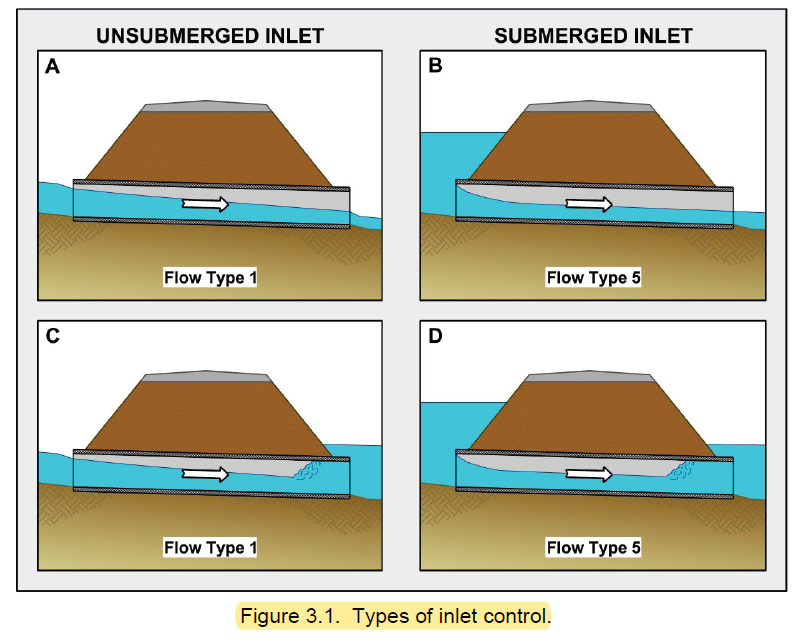 UNSUBMERGED INLET
SUBMERGED INLET
A
B
Flow Type 1
Flow Type 5
C
D
Flow Type 1
Flow Type 5
Figure 3.1. Types of inlet control.